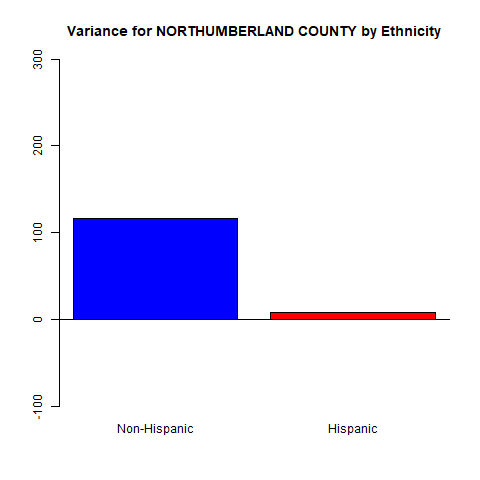 Variance for NORTHUMBERLAND COUNTY by Ethnicity
300
200
100
0
-100
Non-Hispanic
Hispanic